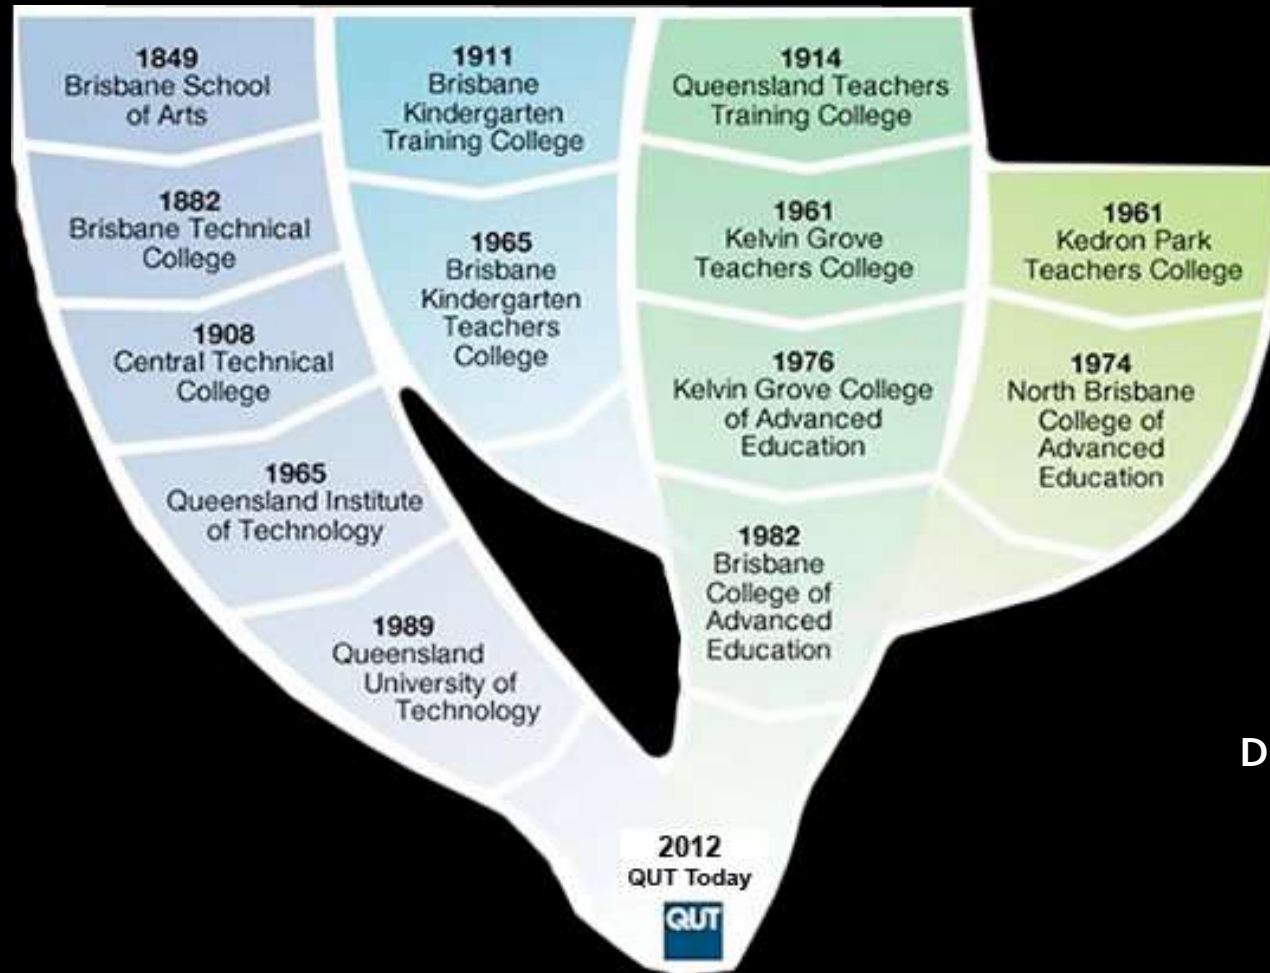 1849
Brisbane School
of Arts
1882
Brisbane Technical
College
1908
Central Technical
College
1965
Queensland Institute
of Technology
1989
Queensland
University of
Technology
1911
Brisbane
Kindergarten
Training College
1965
Brisbane
Kindergarten
Teachers
College
1914
Queensland Teachers
Training College
1961
Kelvin Grove
Teachers College
1976
Kelvin Grove College
of Advanced
Education
1982
Brisbane
College of
Advanced
Education
1961
Kedron Park
Teachers College
1974
North Brisbane
College of
Advanced
Education
D
2012
QUT Today
QUT